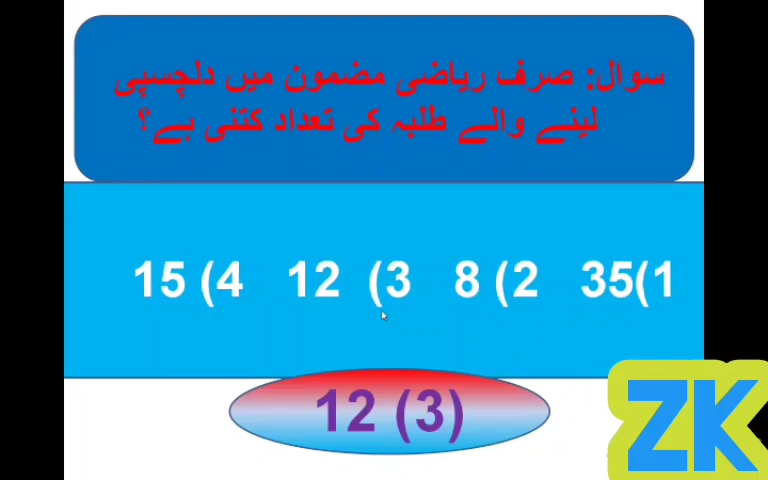 سوال: صرف ریاضی مضمون میں دلچسپی
لینے والے طلبہ کی تعداد کتنی ہے؟
1)35 2) 8 3) 12 4) 15
(3) 12
ZK